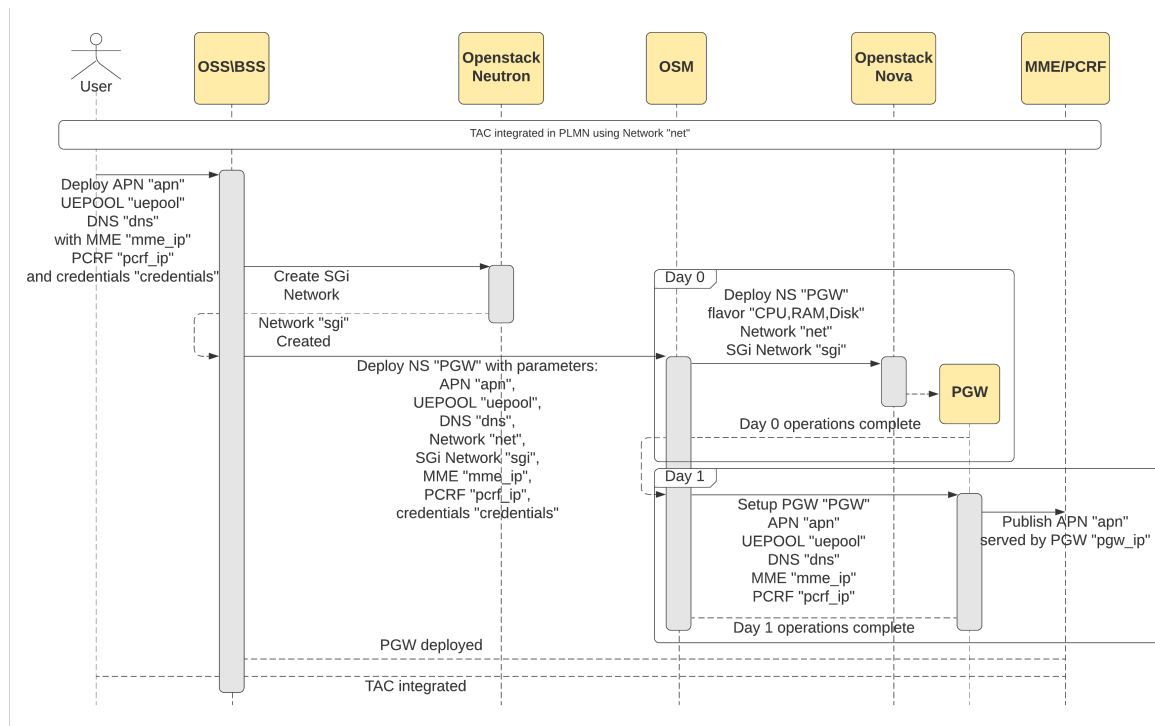 User
OSS\BSS
Openstack
Neutron
OSM
Openstack
Nova
MME/PCRF
TAC integrated in PLMN using Network "net"
Deploy APN "apn"
UEPOOL "uepool"
DNS "dns"
with MME "mme_ip"
PCRF "pcrf_ip"
and credentials "credentials"
Create SGi
Network
Network "sgi"
Created
Day 0
Deploy NS "PGW"
flavor "CPU,RAM,Disk"
Network "net"
SGi Network "sgi"
Deploy NS "PGW" with parameters:
APN "apn",
UEPOOL "uepool",
DNS "dns",
Network "net",
SGi Network "sgi",
MME "mme_ip",
PCRF "pcrf_ip",
credentials "credentials"
PGW
Day 0 operations complete
Day 1
Setup PGW "PGW"
APN "apn"
UEPOOL "uepool"
DNS "dns"
MME "mme_ip"
PCRF "pcrf_ip"
Publish APN "apn"
served by PGW "pgw_ip"
Day 1 operations complete
PGW deployed
TAC integrated